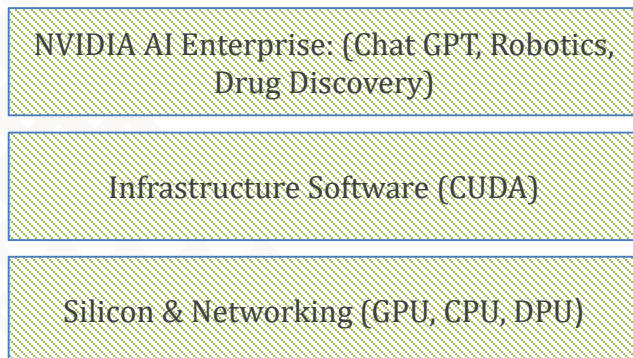 NVIDIA AI Enterprise: (Chat GPT, Robotics,
Drug Discovery)
Infrastructure Software (CUDA)
Silicon & Networking (GPU, CPU, DPU)